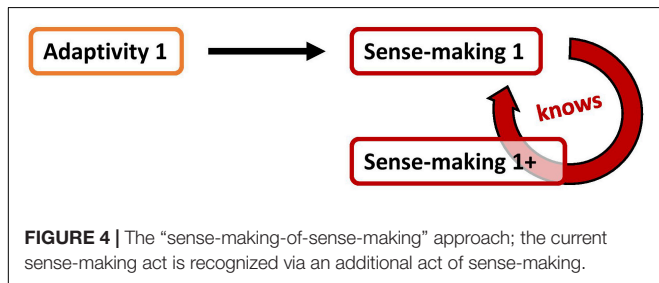 Adaptivity 1
Sense-making 1
knows
Sense-making 1+
FIGURE 4 | The “sense-making-of-sense-making” approach; the current
sense-making act is recognized via an additional act of sense-making.